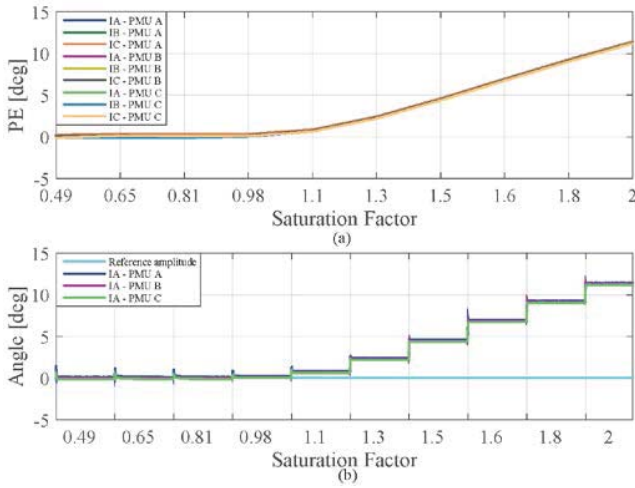 15
10
5
0
-5
PE [deg]
IA - PMU A
IB - PMU A
IC - PMU A
IA - PMU B
IB - PMU B
IC - PMU B
IA - PMU C
IB - PMU C
IC - PMU C
0.49 0.65 0.81 0.98 1.1 1.3 1.5 1.6 1.8 2
Saturation Factor
(a)
15
10
5
0
-5
Angle [deg]
Reference amplitude
IA - PMU A
IA - PMU B
IA - PMU C
0.49 0.65 0.81 0.98 1.1 1.3 1.5 1.6 1.8 2
Saturation Factor
(b)